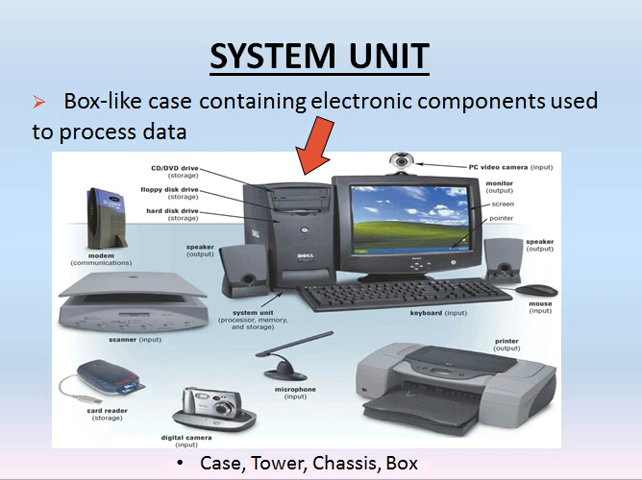 SYSTEM UNIT
➢ Box-like case containing electronic components used
to process data
CD/DVD drive
(storage)
floppy disk drive
(storage)
hard disk drive
(storage)
PC video camera (input)
monitor
(output)
screen
pointer
modem
(communications)
speaker
(output)
DELL
speaker
(output)
scanner (input)
system unit
(processor, memory,
and storage)
keyboard (input)
mouse
(input)
printer
(output)
card reader
(storage)
digital camera
(input)
microphone
(input)
• Case, Tower, Chassis, Box